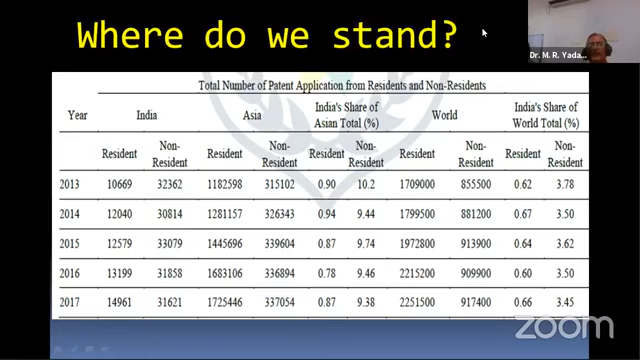 Where do we stand?
Dr. M. R. Yada...
Total Number of Patent Application from Residents and Non-Residents
Year India Asia India's Share of Asian Total (%) World India's Share of World Total (%)
Resident Non-Resident Resident Non-Resident Resident Non-Resident Resident Non-Resident Resident Non-Resident
2013 10669 32362 1182598 315102 0.90 10.2 1709000 855500 0.62 3.78
2014 12040 30814 1281157 326343 0.94 9.44 1799500 881200 0.67 3.50
2015 12579 33079 1445696 339604 0.87 9.74 1972800 913900 0.64 3.62
2016 13199 31858 1683106 336894 0.78 9.46 2215200 909900 0.60 3.50
2017 14961 31621 1725446 337054 0.87 9.38 2251500 917400 0.66 3.45
zoom